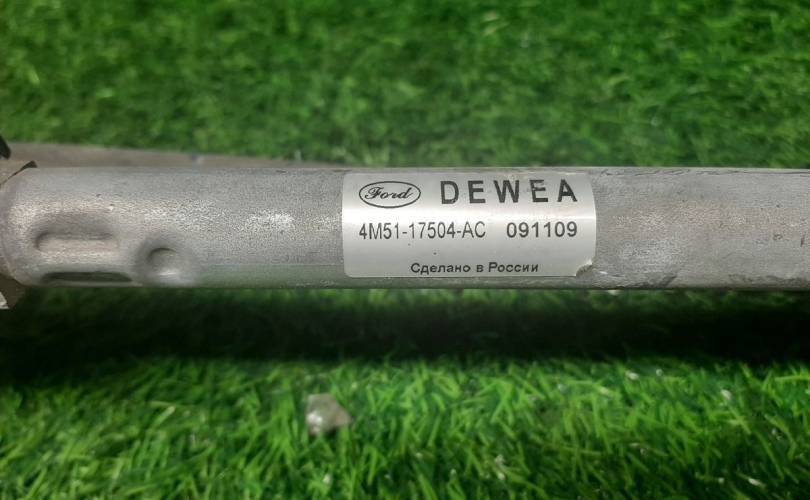 Ford DEWEA
4M51-17504-AC 091109
Сделано в России